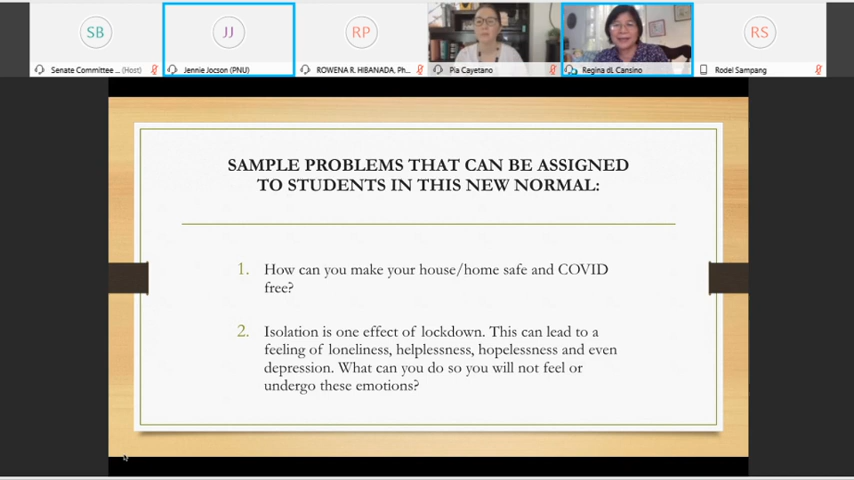 SB
JJ
RP
RS
Senate Committee ... (Host)
Jennie Jocson (PNU)
ROWENA R. HIBANADA, Ph...
Pia Cayetano
Regina dL Cansino
Rodel Sampang
SAMPLE PROBLEMS THAT CAN BE ASSIGNED
TO STUDENTS IN THIS NEW NORMAL:
1. How can you make your house/home safe and COVID
free?
2. Isolation is one effect of lockdown. This can lead to a
feeling of loneliness, helplessness, hopelessness and even
depression. What can you do so you will not feel or
undergo these emotions?